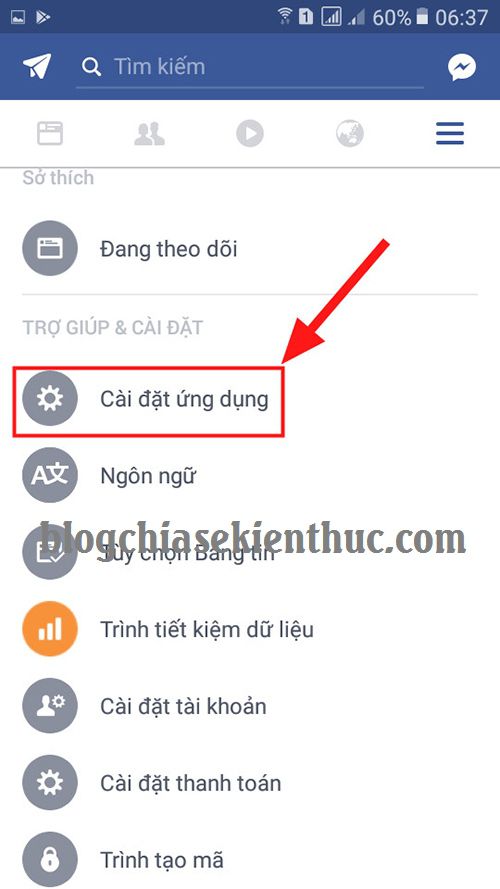 60% 06:37
Tìm kiếm
Sở thích
Đang theo dõi
TRỢ GIÚP & CÀI ĐẶT
Cài đặt ứng dụng
A文 Ngôn ngữ
blogchiasekienthuc.com
Tùy chọn Bảng tin
Trình tiết kiệm dữ liệu
Cài đặt tài khoản
Cài đặt thanh toán
Trình tạo mã